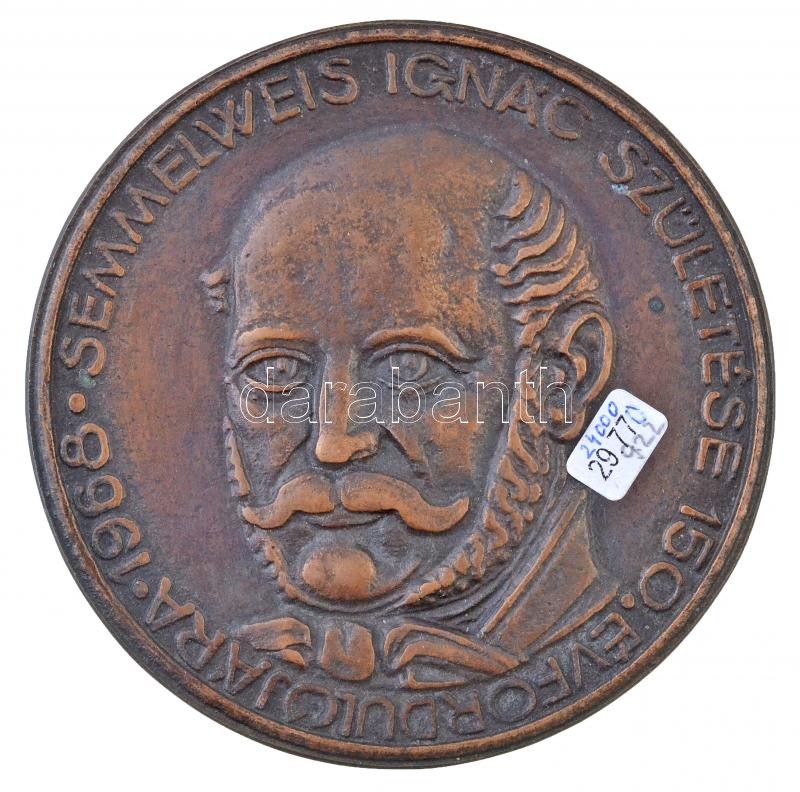 SEMMELWEIS IGNÁC SZÜLETÉSE 150. ÉVFORDULÓJÁRA · 1968 ·
darabanth
24000
29770